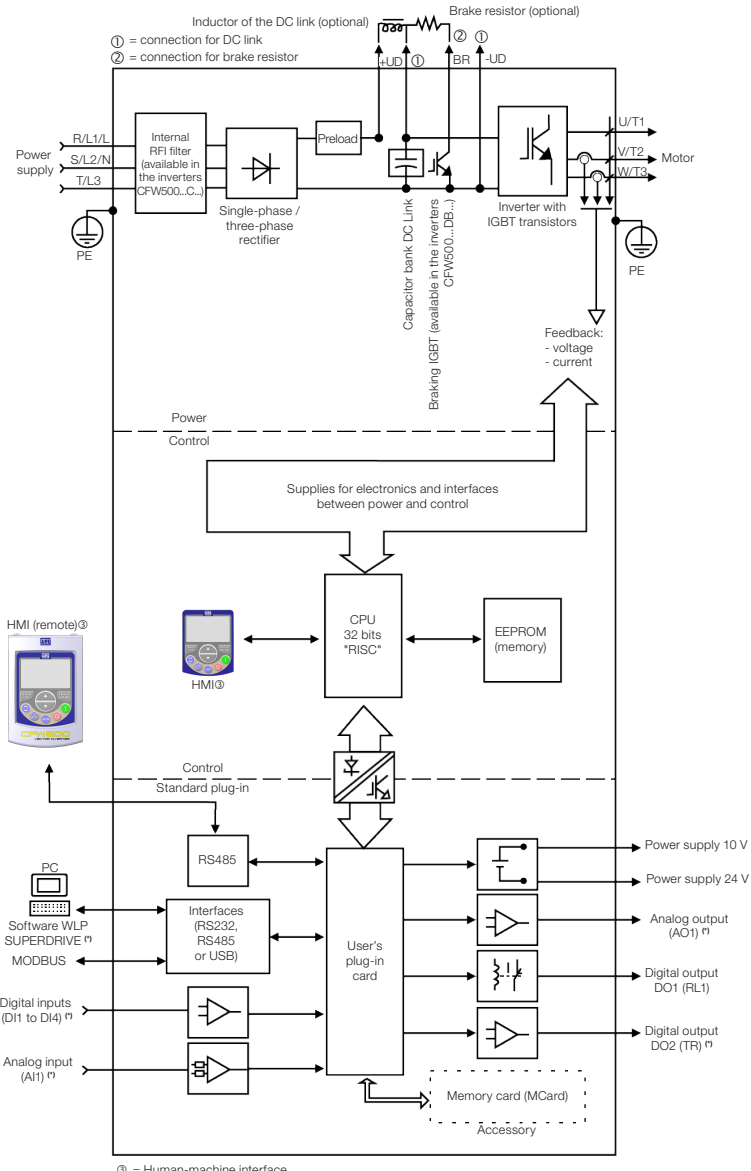 Inductor of the DC link (optional)
Brake resistor (optional)
① = connection for DC link
② = connection for brake resistor
② ①
+UD ① BR -UD
Power
supply
R/L1/L
S/L2/N
T/L3
PE
Internal
RFI filter
(available in
the inverters
CFW500...C...)
Single-phase /
three-phase
rectifier
Preload
Capacitor bank DC Link
Braking IGBT (available in the inverters
CFW500...DB...)
Inverter with
IGBT transistors
U/T1
V/T2
W/T3
Motor
PE
Feedback:
- voltage
- current
Power
Control
Supplies for electronics and interfaces
between power and control
HMI (remote)③
CFW500
VECTOR INVERTER
HMI③
CPU
32 bits
"RISC"
EEPROM
(memory)
Control
Standard plug-in
RS485
PC
Software WLP
SUPERDRIVE (*)
MODBUS
Interfaces
(RS232,
RS485
or USB)
Digital inputs
(DI1 to DI4) (*)
Analog input
(AI1) (*)
User's
plug-in
card
Power supply 10 V
Power supply 24 V
Analog output
(AO1) (*)
Digital output
DO1 (RL1)
Digital output
DO2 (TR) (*)
Memory card (MCard)
Accessory
③ = Human-machine interface